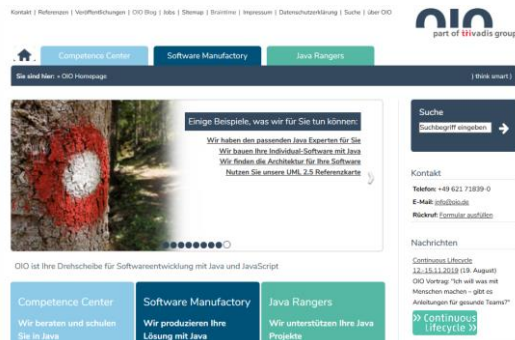 Kontakt | Referenzen | Veröffentlichungen | OIO Blog | Jobs | Sitemap | Braintime | Impressum | Datenschutzerklärung | Suche | über OIO
OIO
part of trivadis group
Competence Center
Software Manufactory
Java Rangers
Sie sind hier: » OIO Homepage
) think smart )
Einige Beispiele, was wir für Sie tun können:
Wir haben den passenden Java Experten für Sie
Wir bauen Ihre Individual-Software mit Java
Wir finden die Architektur für Ihre Software
Nutzen Sie unsere UML 2.5 Referenzkarte
OIO ist Ihre Drehscheibe für Softwareentwicklung mit Java und JavaScript
Competence Center
Wir beraten und schulen
Sie in Java
Software Manufactory
Wir produzieren Ihre
Lösung mit Java
Java Rangers
Wir unterstützen Ihre Java
Projekte
Suche
Suchbegriff eingeben
Kontakt
Telefon: +49 621 71839-0
E-Mail: info@oio.de
Rückruf: Formular ausfüllen
Nachrichten
Continuous Lifecycle
12.-15.11.2019 (19. August)
OIO Vortrag: "Ich will was mit
Menschen machen – gibt es
Anleitungen für gesunde Teams?"
Continuous
Lifecycle